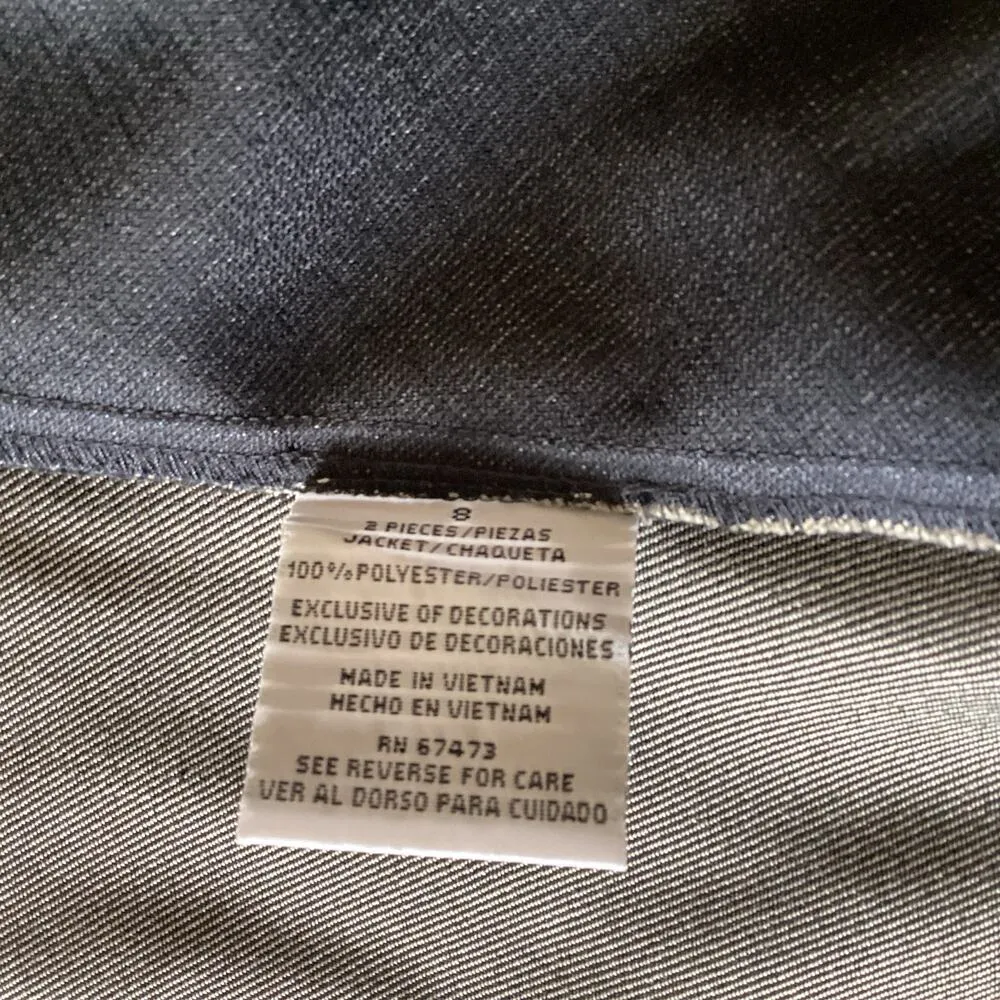 8
2 PIECES/PIEZAS
JACKET/CHAQUETA
100%POLYESTER/POLIESTER
EXCLUSIVE OF DECORATIONS
EXCLUSIVO DE DECORACIONES
MADE IN VIETNAM
HECHO EN VIETNAM
RN 67473
SEE REVERSE FOR CARE
VER AL DORSO PARA CUIDADO